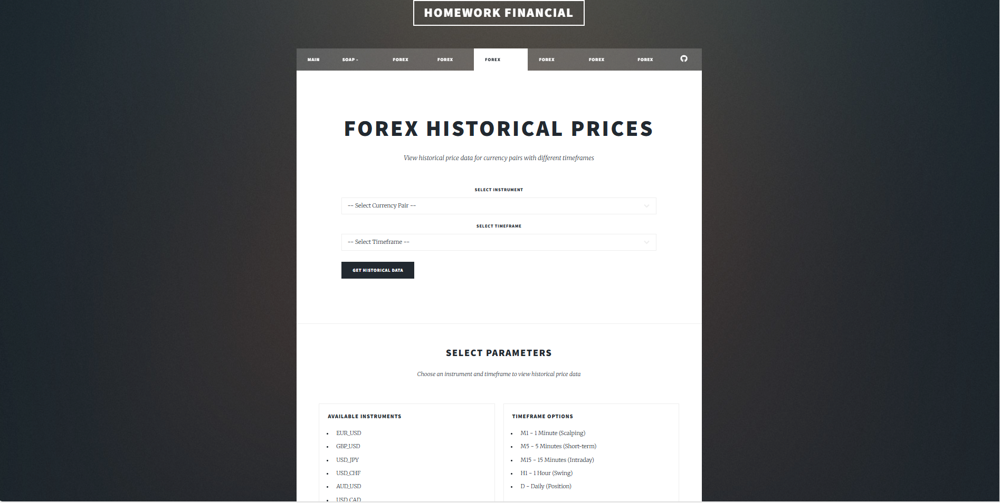 HOMEWORK FINANCIAL
MAIN SOAP - FOREX FOREX FOREX FOREX FOREX FOREX
FOREX HISTORICAL PRICES
View historical price data for currency pairs with different timeframes
SELECT INSTRUMENT
-- Select Currency Pair --
SELECT TIMEFRAME
-- Select Timeframe --
GET HISTORICAL DATA
SELECT PARAMETERS
Choose an instrument and timeframe to view historical price data
AVAILABLE INSTRUMENTS
EUR_USD
GBP_USD
USD_JPY
USD_CHF
AUD_USD
USD_CAD
TIMEFRAME OPTIONS
M1 - 1 Minute (Scalping)
M5 - 5 Minutes (Short-term)
M15 - 15 Minutes (Intraday)
H1 - 1 Hour (Swing)
D - Daily (Position)